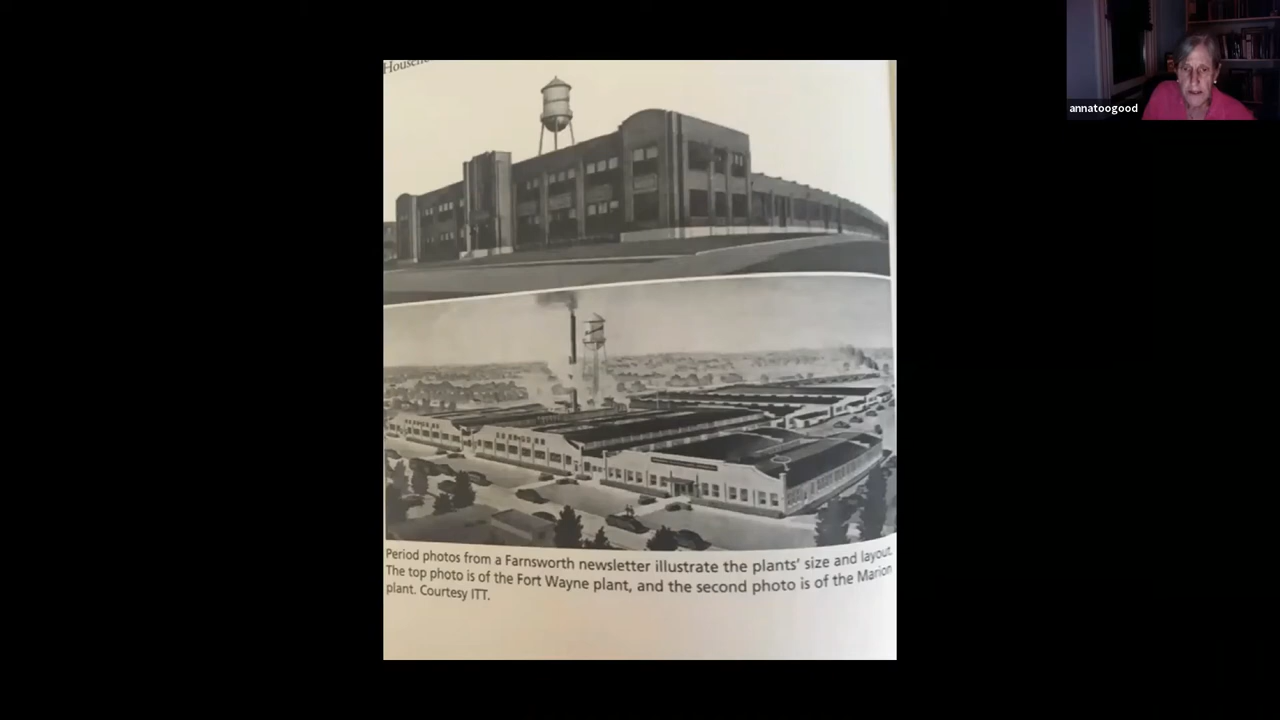 annatoogood
Period photos from a Farnsworth newsletter illustrate the plants' size and layout.
The top photo is of the Fort Wayne plant, and the second photo is of the Marion
plant. Courtesy ITT.